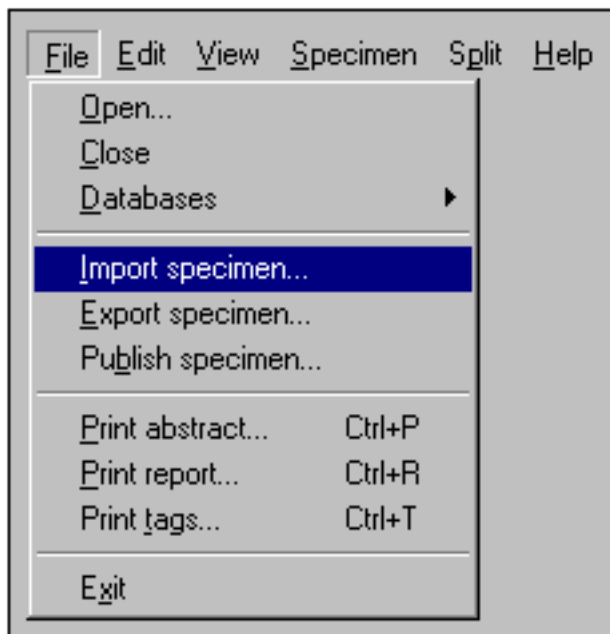 File Edit View Specimen Split Help
Open...
Close
Databases
Import specimen...
Export specimen...
Publish specimen...
Print abstract... Ctrl+P
Print report... Ctrl+R
Print tags... Ctrl+T
Exit